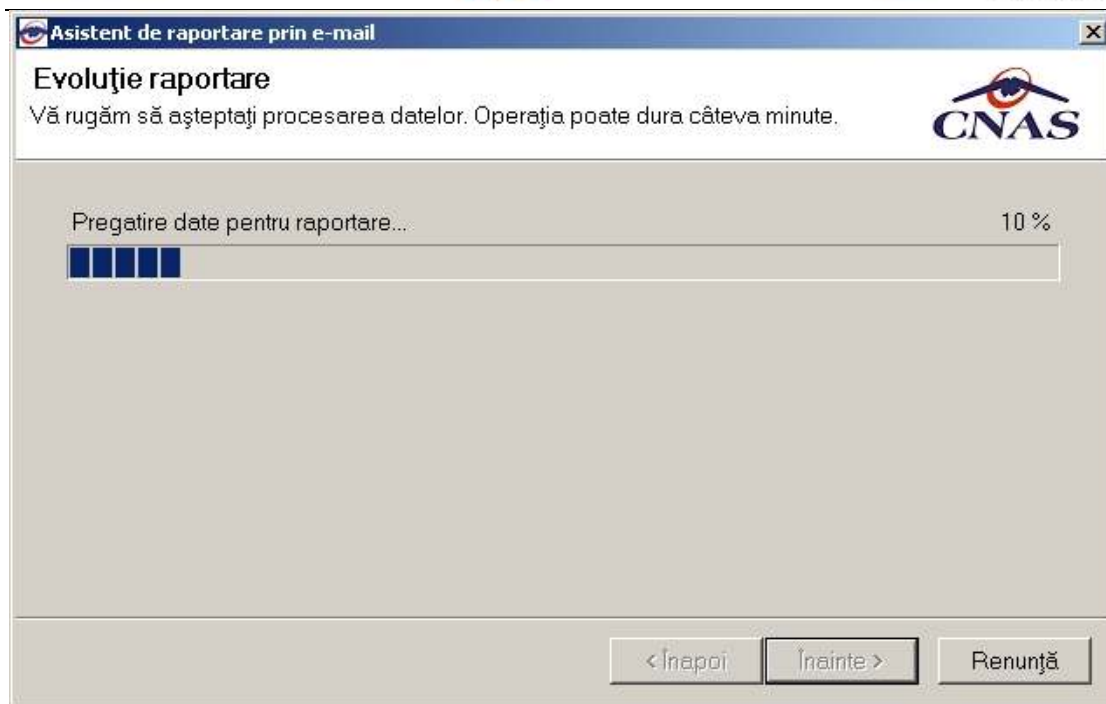 Asistent de raportare prin e-mail
Evoluţie raportare
Vă rugăm să aşteptaţi procesarea datelor. Operaţia poate dura câteva minute.
CNAS
Pregatire date pentru raportare... 10 %
< Înapoi Înainte > Renunţă